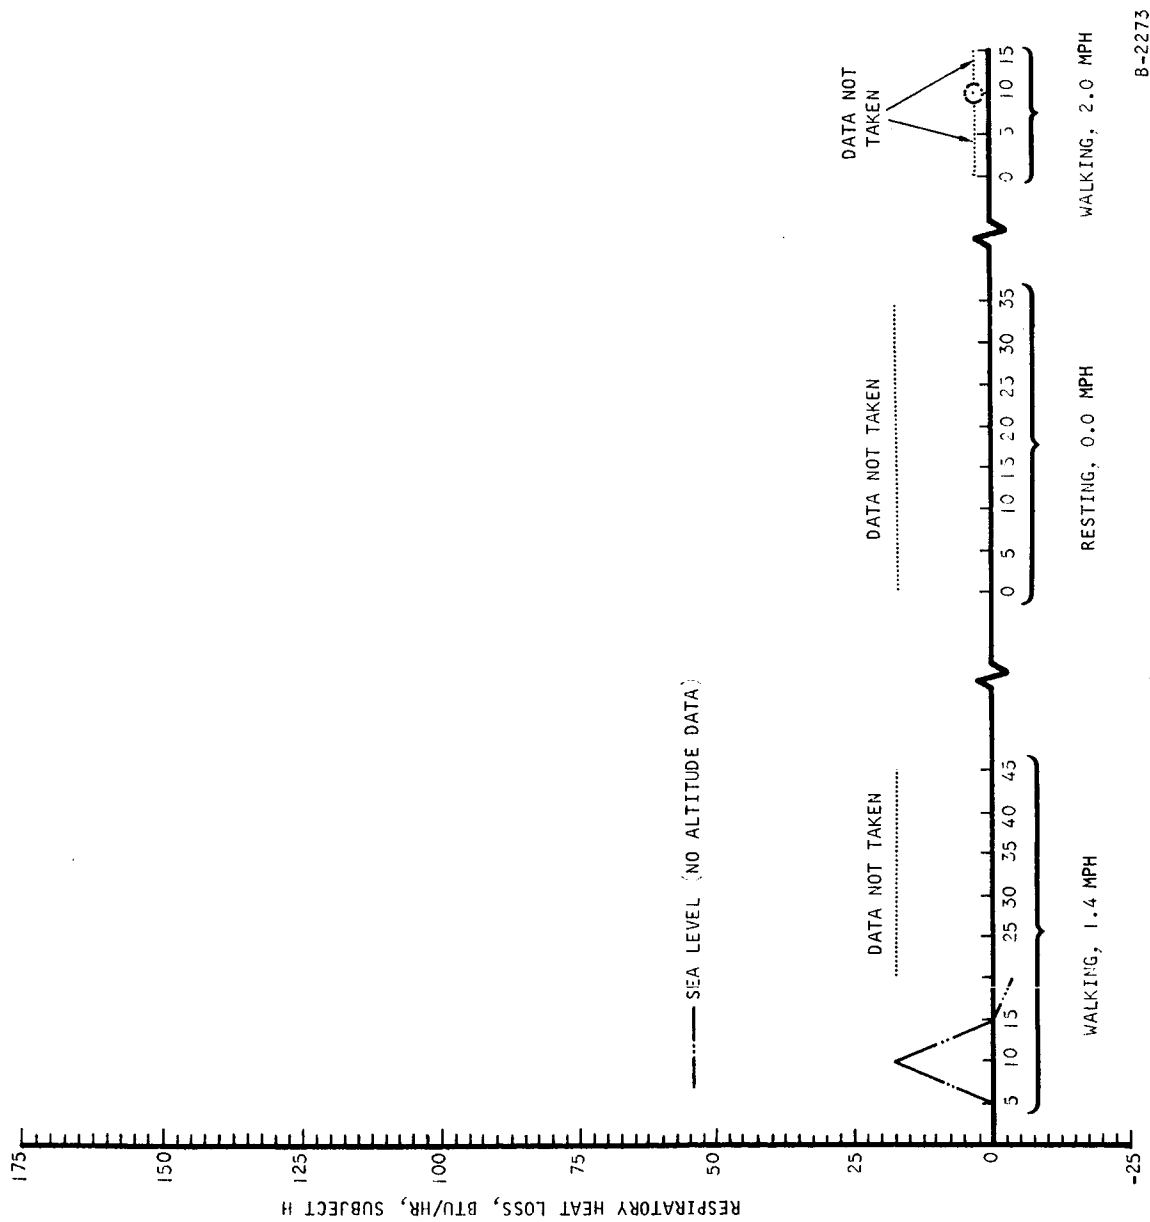 RESPIRATORY HEAT LOSS, BTU/HR, SUBJECT H
175
150
125
100
75
50
25
0
-25
SEA LEVEL (NO ALTITUDE DATA)
DATA NOT TAKEN
DATA NOT TAKEN
DATA NOT
TAKEN
5 10 15 25 30 35 40 45
0 5 10 15 20 25 30 35
0 5 10 15
WALKING, 1.4 MPH
RESTING, 0.0 MPH
WALKING, 2.0 MPH
B-2273